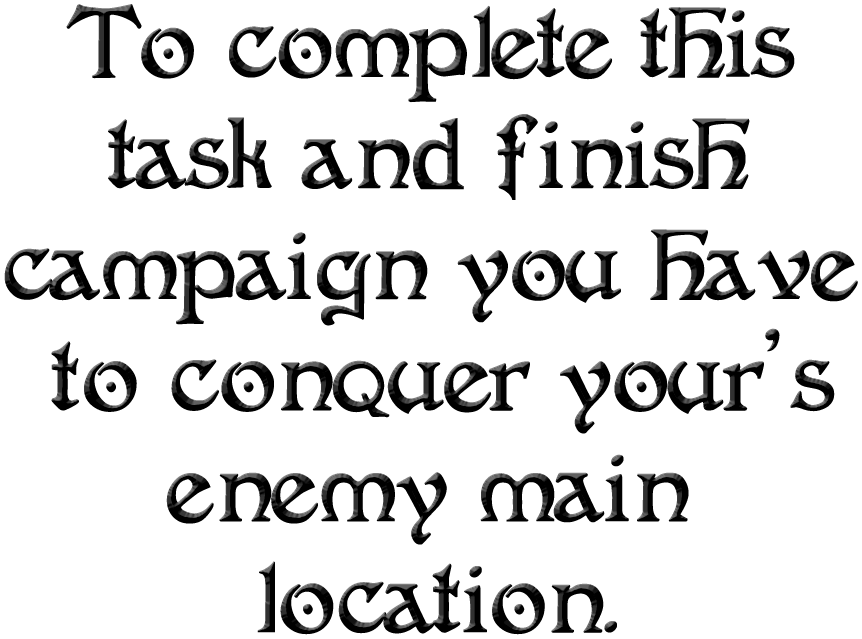 To complete this
task and finish
campaign you have
to conquer your's
enemy main
location.